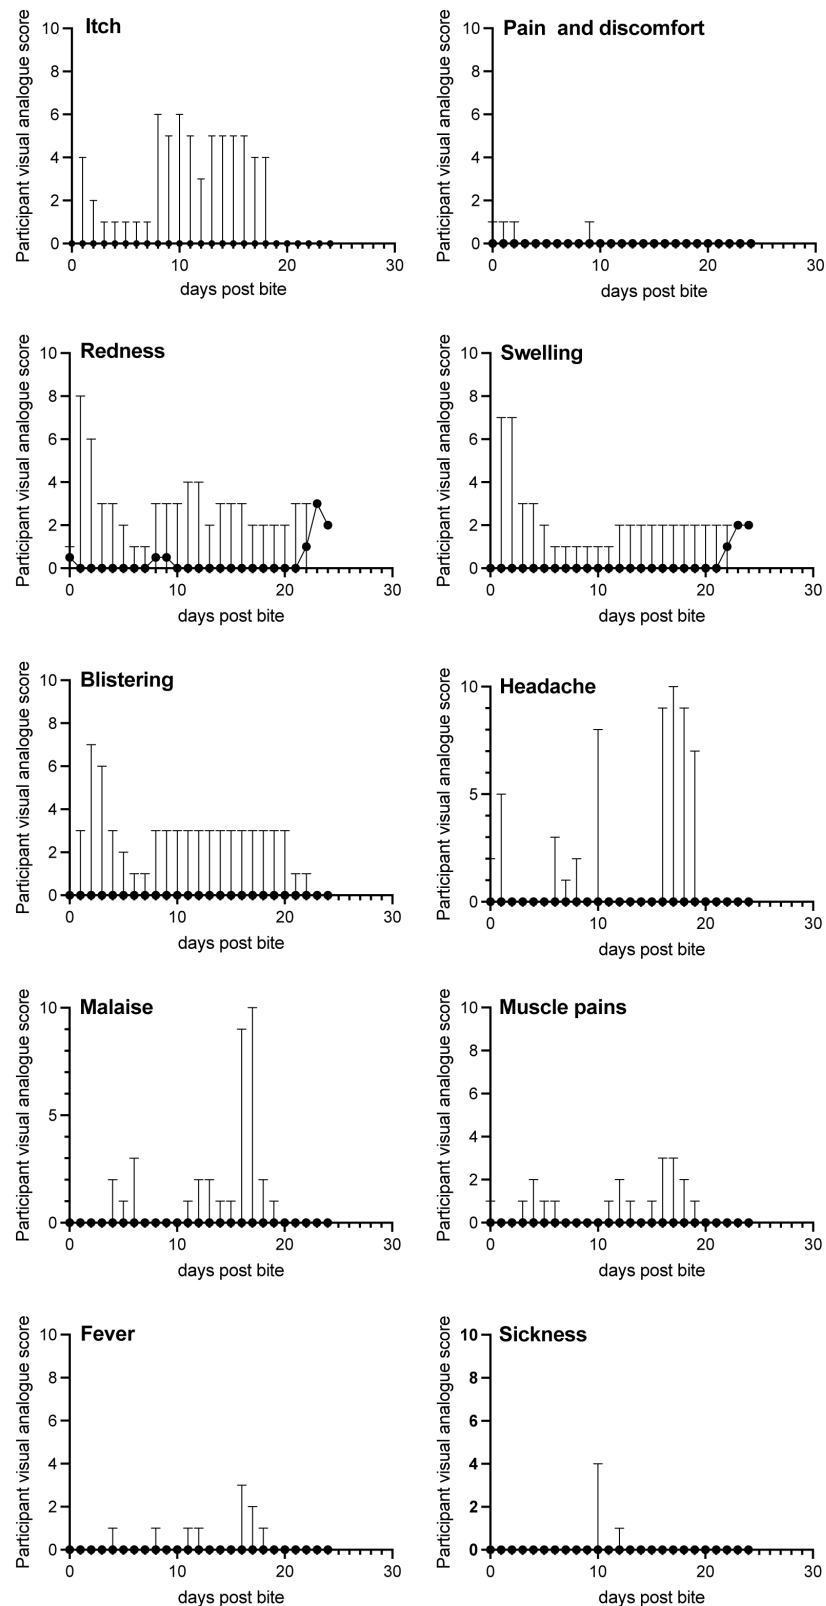 Itch
Participant visual analogue score
10
8
6
4
2
0
0 10 20 30
days post bite
Pain and discomfort
Participant visual analogue score
10
8
6
4
2
0
0 10 20 30
days post bite
Redness
Participant visual analogue score
10
8
6
4
2
0
0 10 20 30
days post bite
Swelling
Participant visual analogue score
10
8
6
4
2
0
0 10 20 30
days post bite
Blistering
Participant visual analogue score
10
8
6
4
2
0
0 10 20 30
days post bite
Headache
Participant visual analogue score
10
5
0
0 10 20 30
days post bite
Malaise
Participant visual analogue score
10
5
0
0 10 20 30
days post bite
Muscle pains
Participant visual analogue score
10
8
6
4
2
0
0 10 20 30
days post bite
Fever
Participant visual analogue score
10
8
6
4
2
0
0 10 20 30
days post bite
Sickness
Participant visual analogue score
10
8
6
4
2
0
0 10 20 30
days post bite